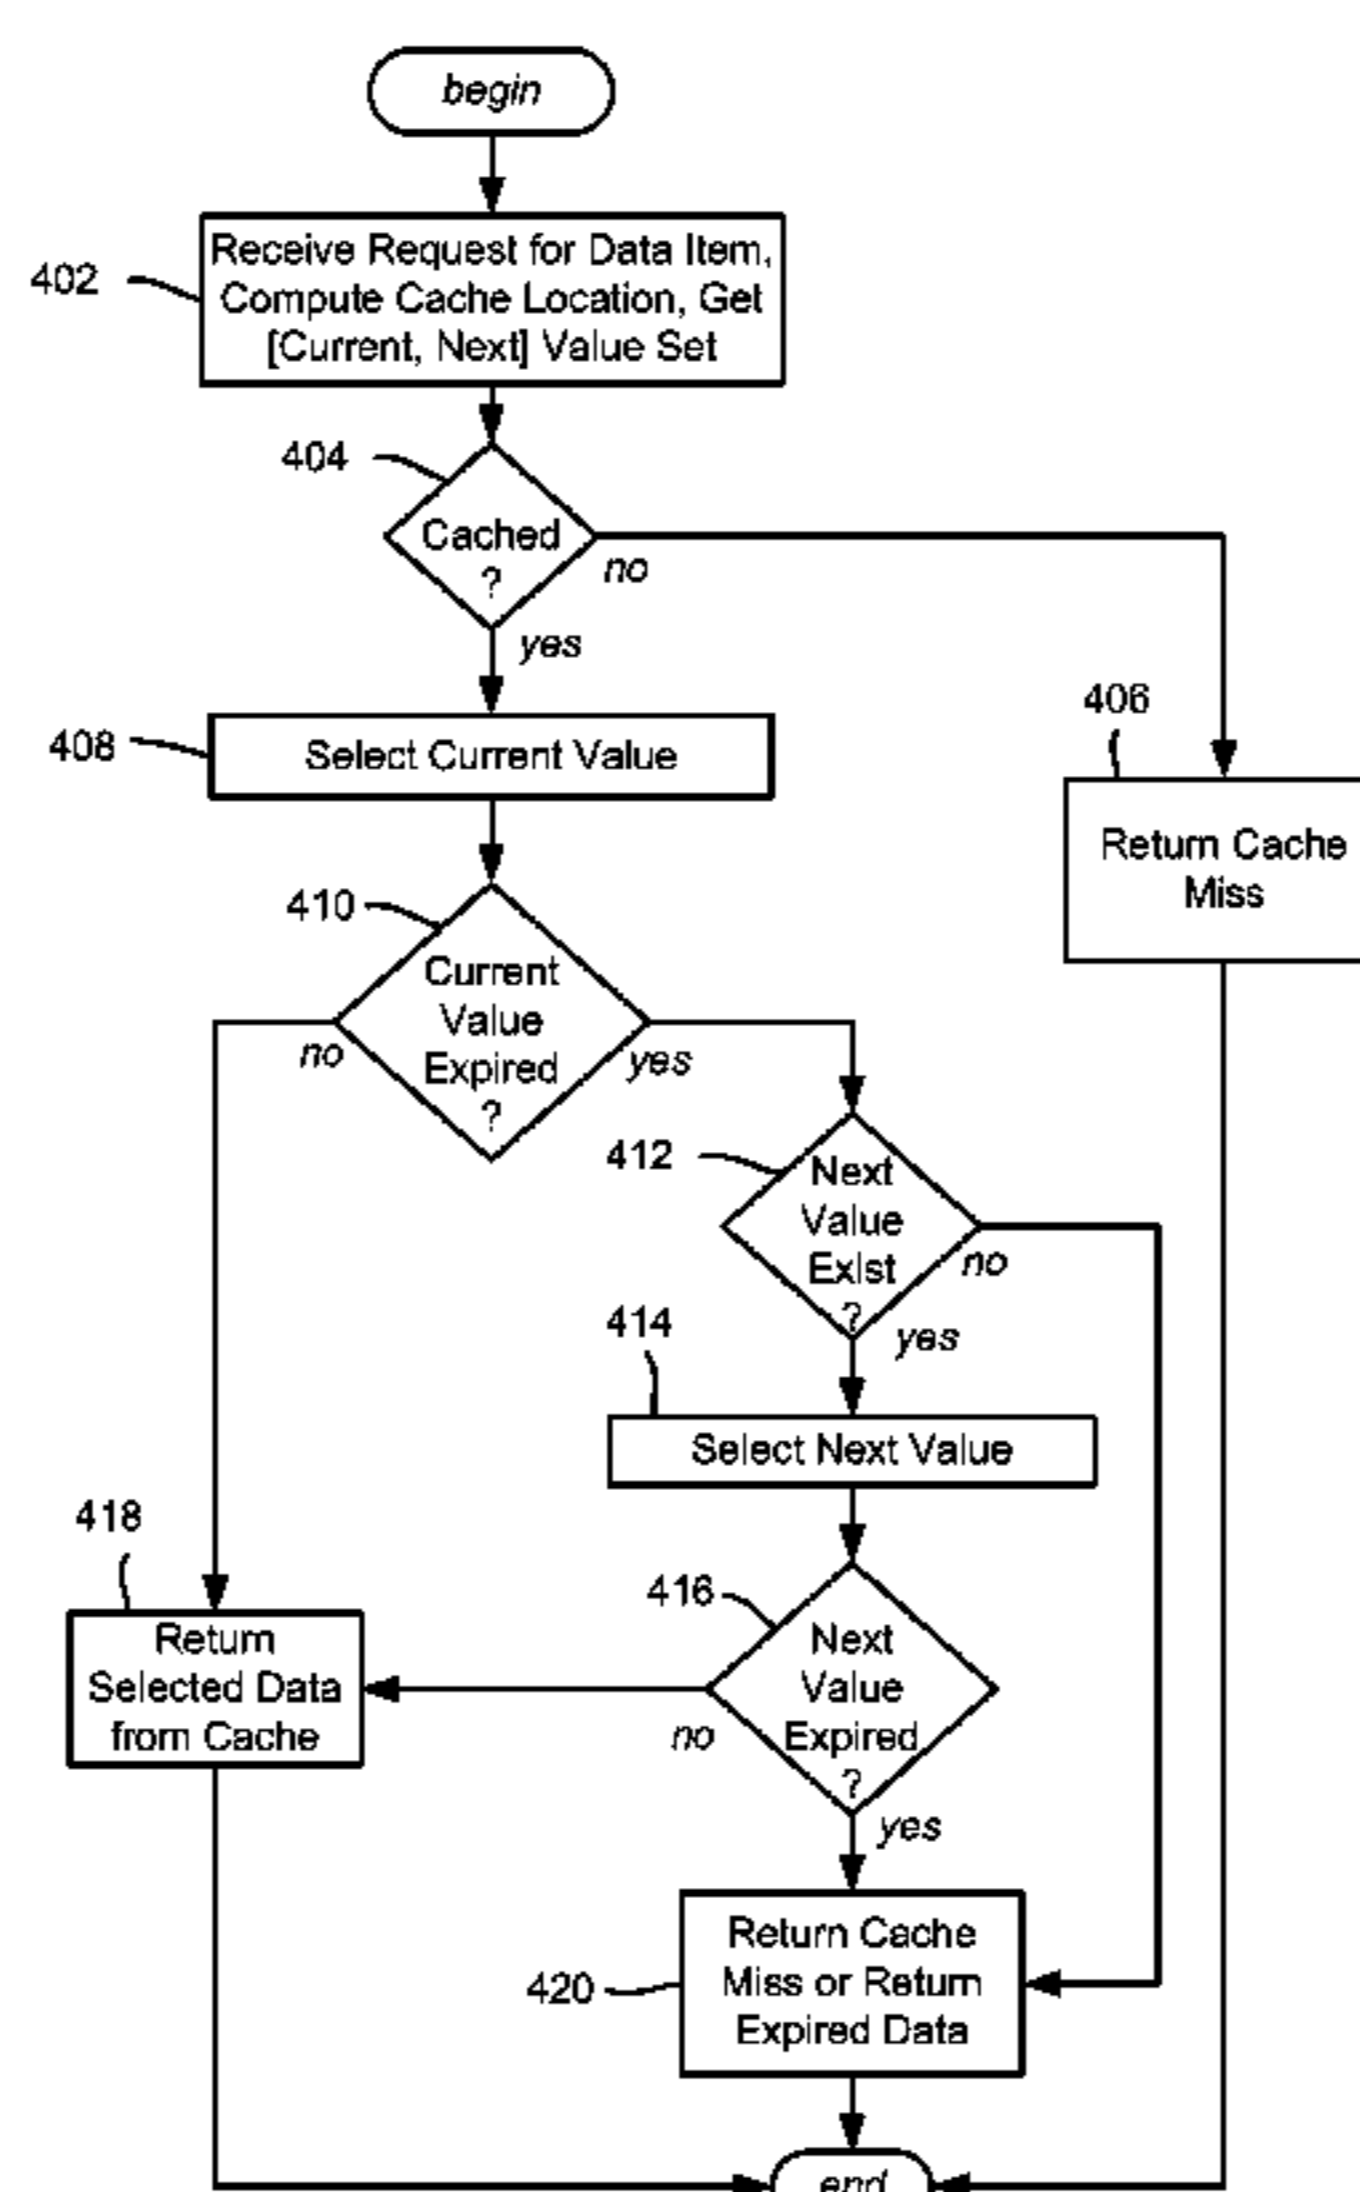 begin
402
Receive Request for Data Item,
Compute Cache Location, Get
[Current, Next] Value Set
404
Cached
?
no
yes
408
Select Current Value
406
Return Cache
Miss
410
Current
Value
Expired
?
no
yes
412
Next
Value
Exist
?
no
yes
414
Select Next Value
418
Return
Selected Data
from Cache
416
Next
Value
Expired
?
no
yes
420
Return Cache
Miss or Return
Expired Data
end